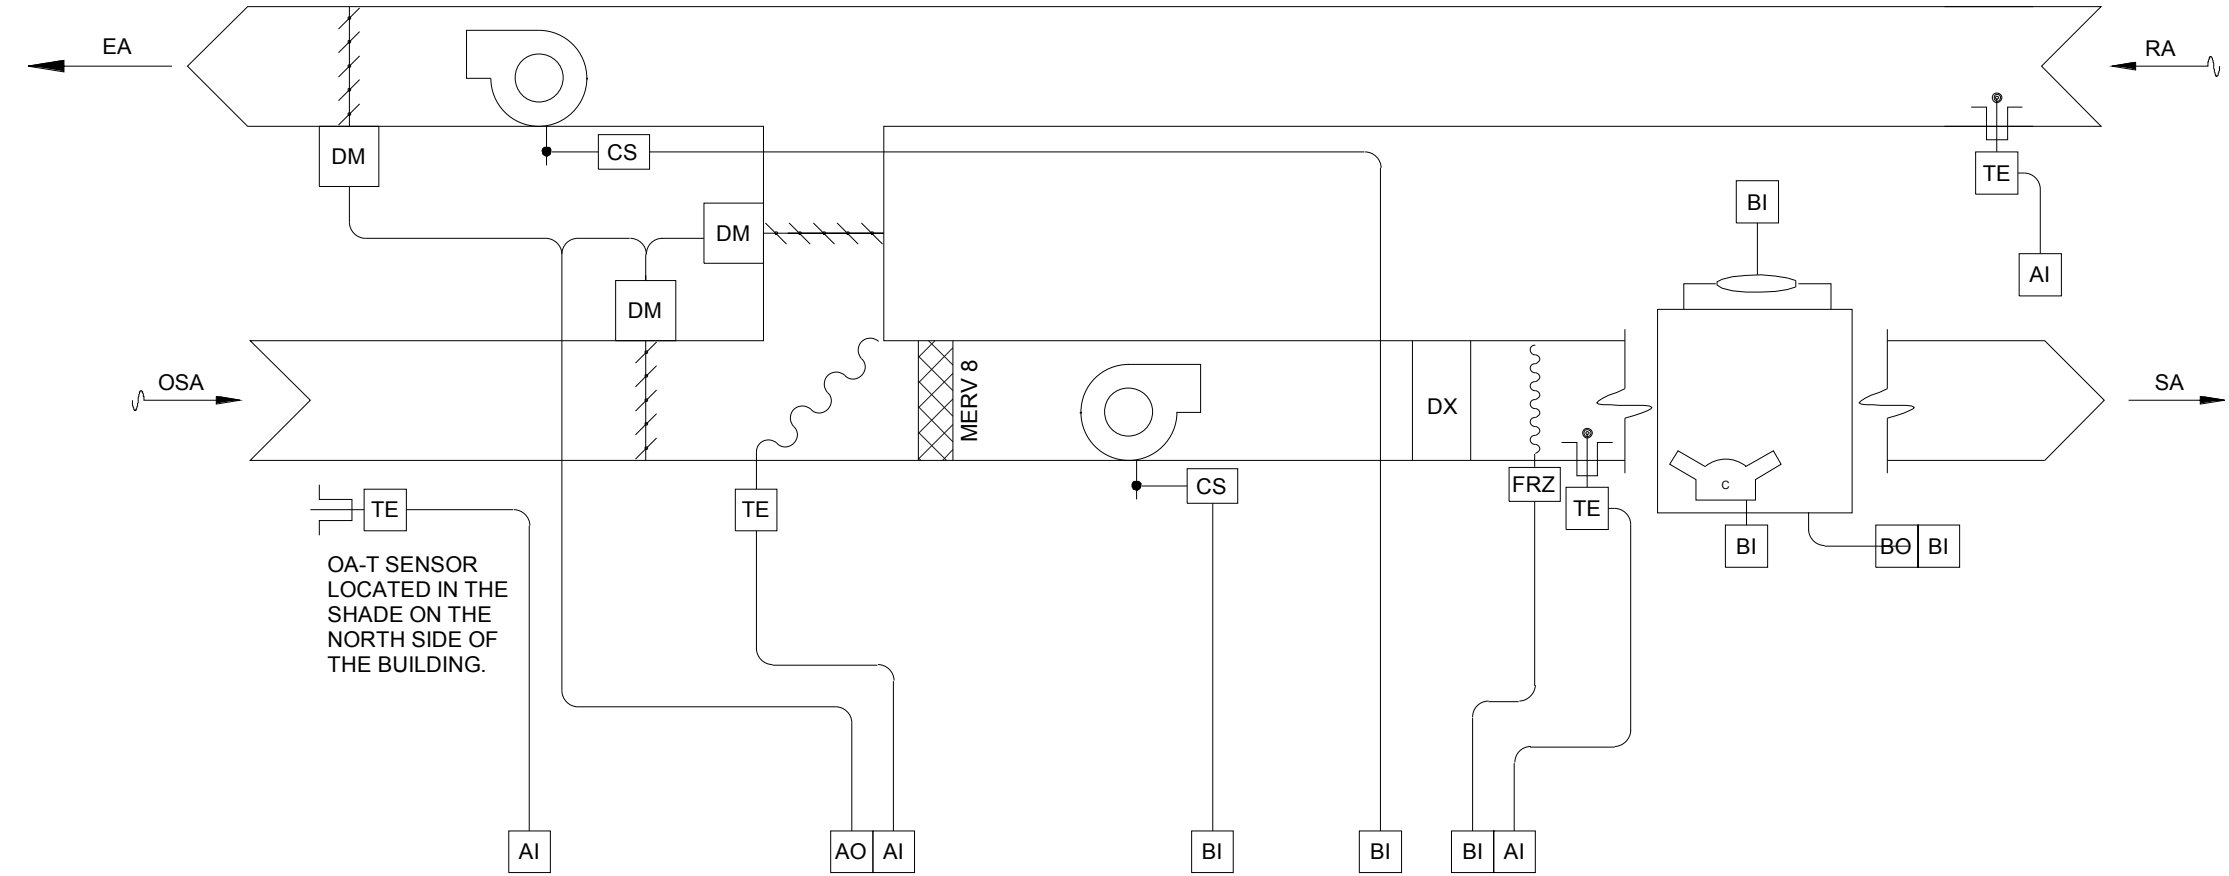 EA
RA
DM
CS
TE
BI
DM
AI
DM
OSA
MERV 8
DX
SA
C
TE
TE
CS
FRZ
TE
BI
BO
BI
OA-T SENSOR
LOCATED IN THE
SHADE ON THE
NORTH SIDE OF
THE BUILDING.
AI
AO
AI
BI
BI
BI
AI